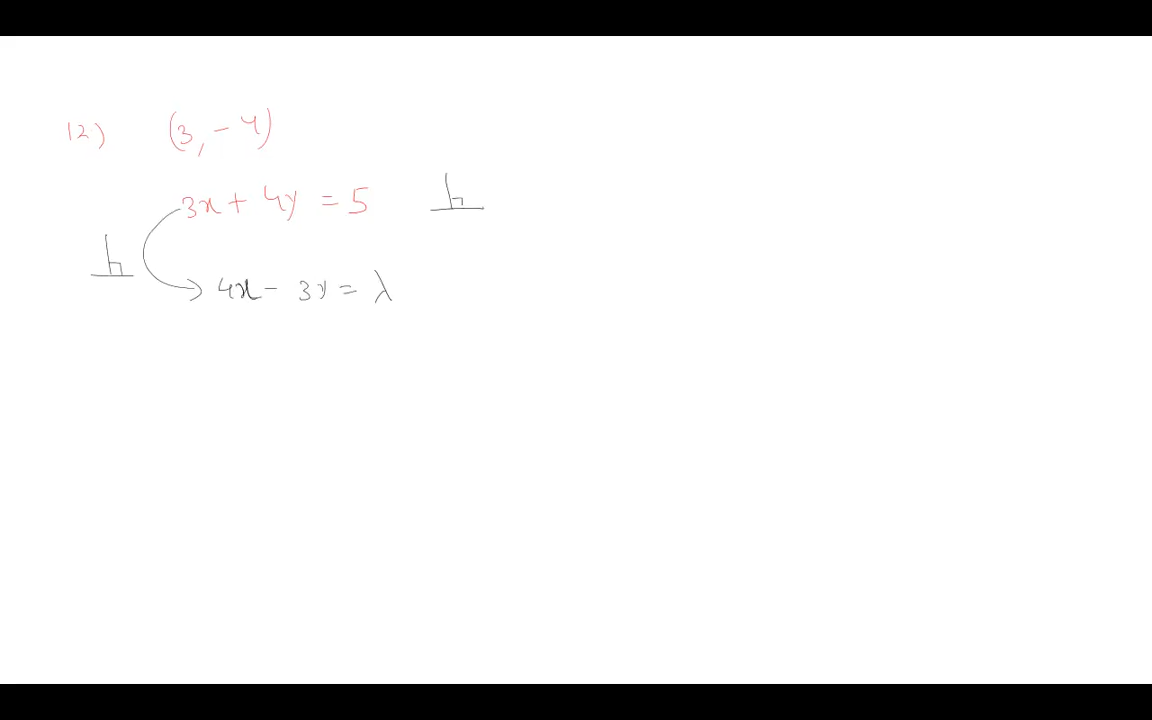 12) (3, -4)
3x + 4y = 5
4x - 3y = λ